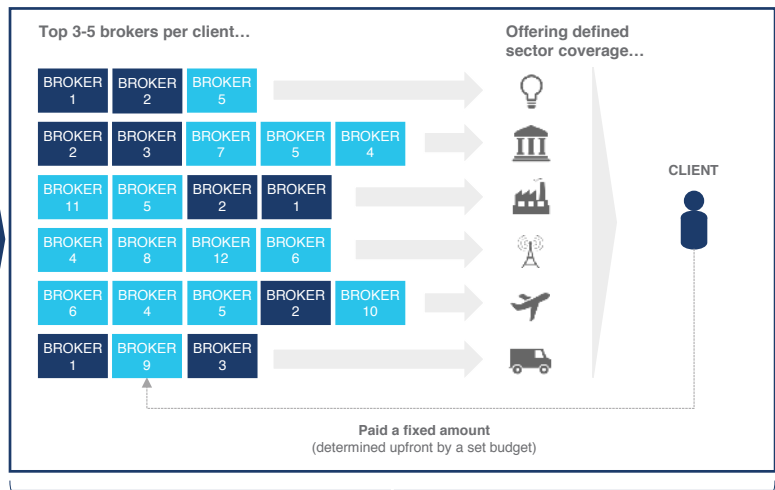 Top 3-5 brokers per client…
Offering defined
sector coverage…
BROKER
1
BROKER
2
BROKER
5
BROKER
2
BROKER
3
BROKER
7
BROKER
5
BROKER
4
BROKER
11
BROKER
5
BROKER
2
BROKER
1
CLIENT
BROKER
4
BROKER
8
BROKER
12
BROKER
6
BROKER
6
BROKER
4
BROKER
5
BROKER
2
BROKER
10
BROKER
1
BROKER
9
BROKER
3
Paid a fixed amount
(determined upfront by a set budget)